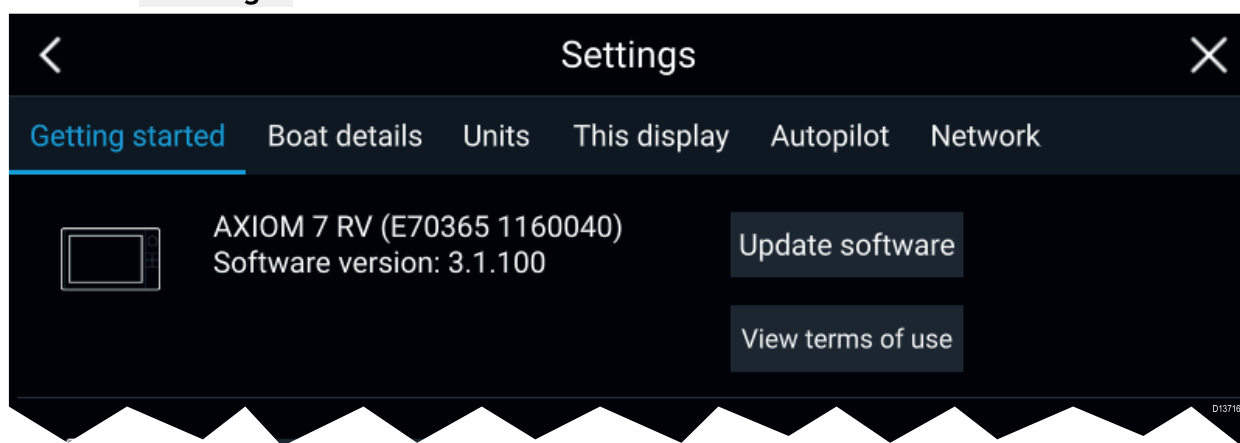 Settings
Getting started Boat details Units This display Autopilot Network
AXIOM 7 RV (E70365 1160040)
Software version: 3.1.100
Update software
View terms of use
D13716